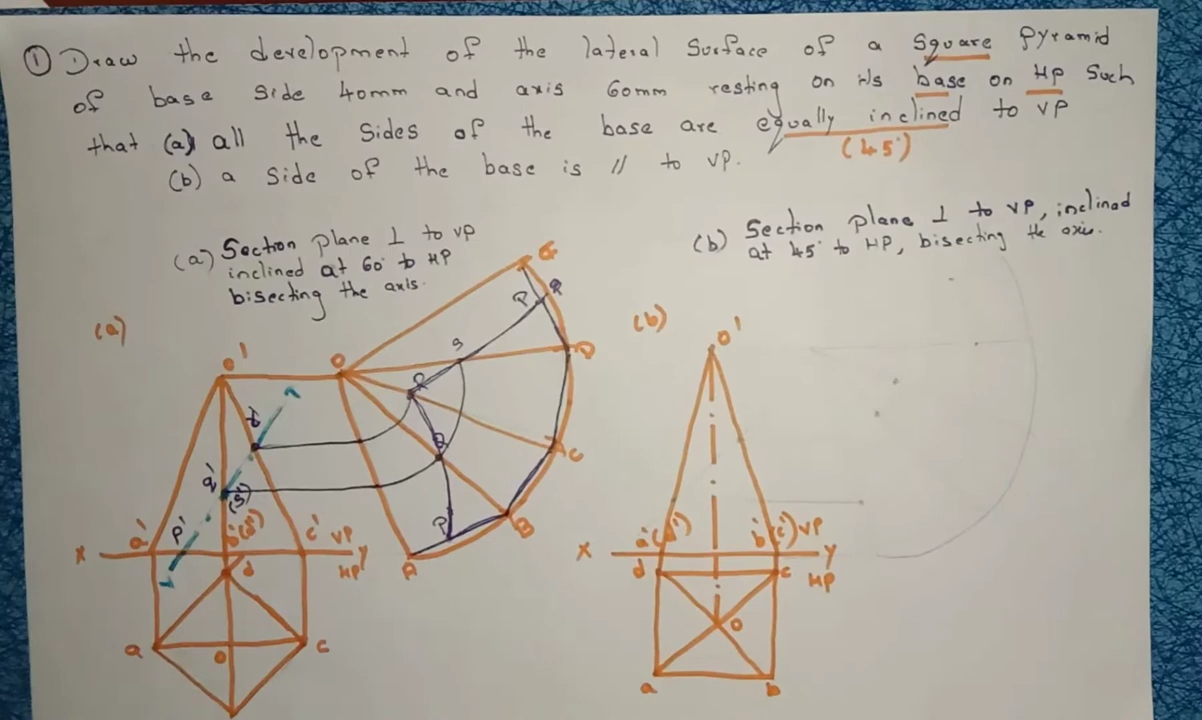 ① Draw the development of the lateral Surface of a Square Pyramid
of base side 40mm and axis 60mm resting on its base on HP Such
that (a) all the Sides of the base are equally inclined to VP
(45°)
(b) a Side of the base is // to VP.
(a) Section plane ⊥ to VP
inclined at 60° to HP
bisecting the axis.
(b) Section plane ⊥ to VP, inclined
at 45° to HP, bisecting the axis.
(a)
(b)
O' O A
P R
S D
R
q' (s') B C
P' P B
a' b'(d') c' VP
X Y
HP
A
d
a o c
O'
a'(d') b'(c') VP
X Y
d c HP
o
a b